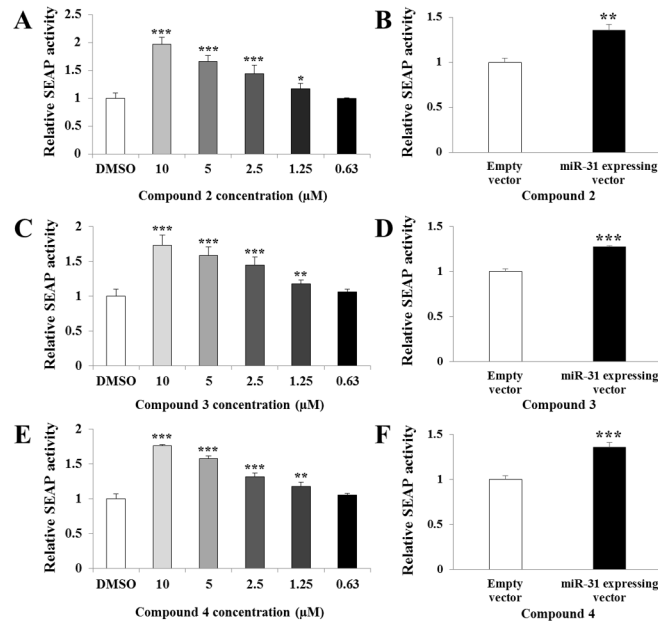 A
Relative SEAP activity
2.5
2
1.5
1
0.5
***
***
***
*
DMSO 10 5 2.5 1.25 0.63
Compound 2 concentration (μM)
B
Relative SEAP activity
1.5
1
0.5
**
Empty vector
miR-31 expressing vector
Compound 2
C
Relative SEAP activity
2
1.5
1
0.5
0
***
***
***
**
DMSO 10 5 2.5 1.25 0.63
Compound 3 concentration (μM)
D
Relative SEAP activity
1.5
1
0.5
0
***
Empty vector
miR-31 expressing vector
Compound 3
E
Relative SEAP activity
2
1.5
1
0.5
0
***
***
***
**
DMSO 10 5 2.5 1.25 0.63
Compound 4 concentration (μM)
F
Relative SEAP activity
1.5
1
0.5
0
***
Empty vector
miR-31 expressing vector
Compound 4